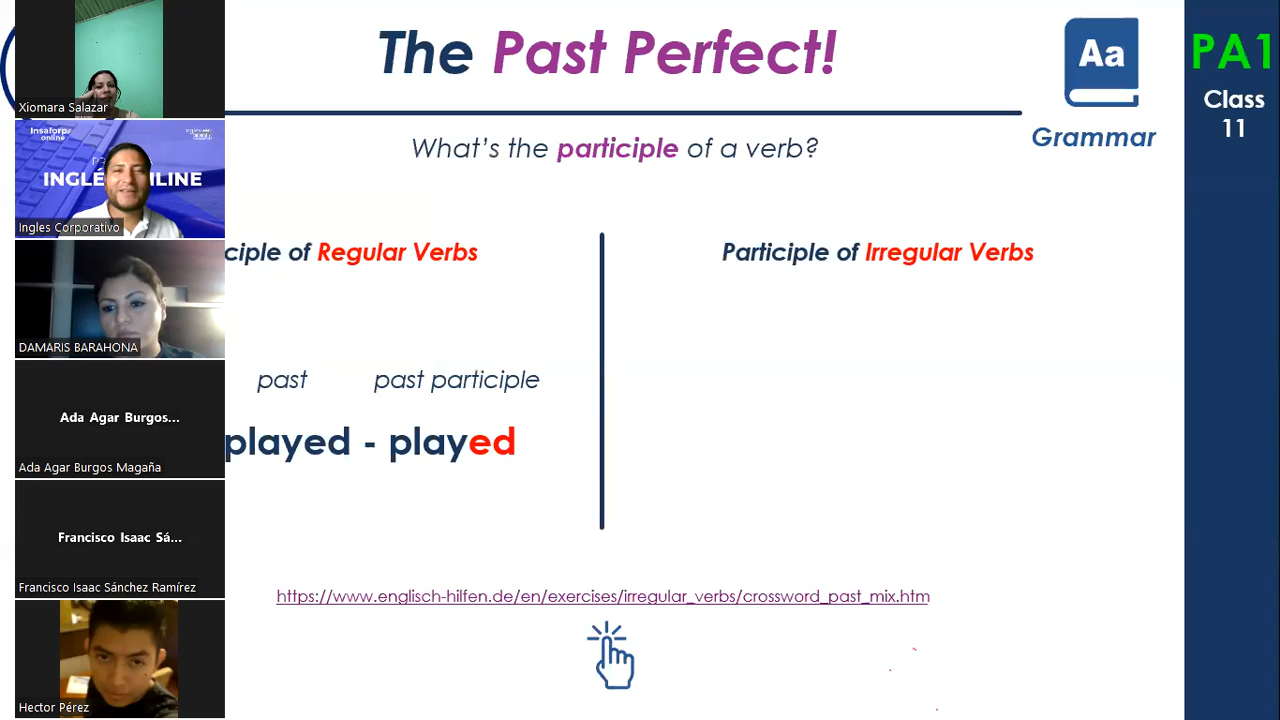 The Past Perfect!
Aa
PA1
Class
11
Grammar
What's the participle of a verb?
ciple of Regular Verbs
Participle of Irregular Verbs
past past participle
played - played
https://www.englisch-hilfen.de/en/exercises/irregular_verbs/crossword_past_mix.htm
Xiomara Salazar
Insaforp
online
INGLÉ NLINE
Ingles Corporativo
DAMARIS BARAHONA
Ada Agar Burgos...
Ada Agar Burgos Magaña
Francisco Isaac Sá...
Francisco Isaac Sánchez Ramírez
Hector Pérez